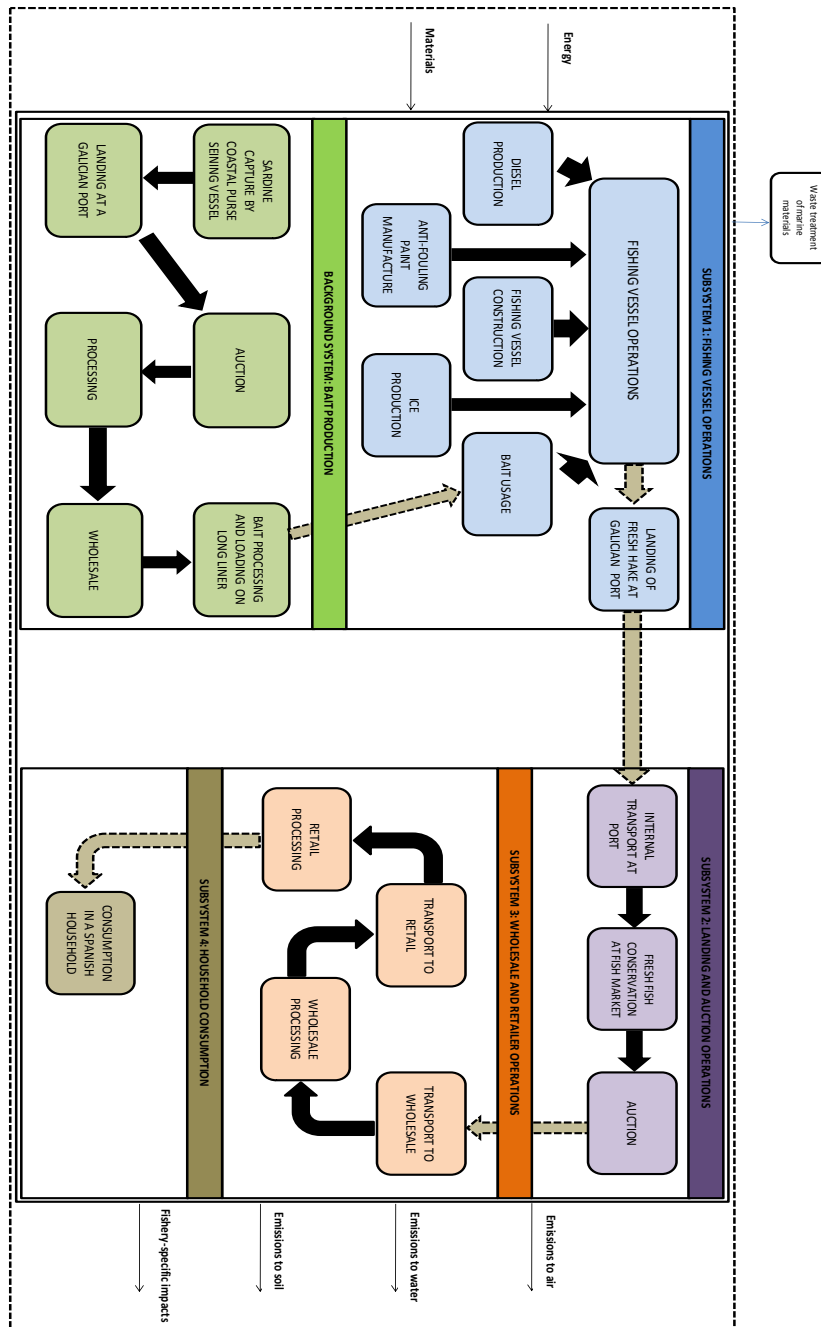 Waste treatment
of marine
materials
Energy
Materials
SUBSYSTEM 1: FISHING VESSEL OPERATIONS
FISHING VESSEL OPERATIONS
LANDING OF
FRESH HAKE AT
GALICIAN PORT
DIESEL
PRODUCTION
ANTI-FOULING
PAINT
MANUFACTURE
FISHING VESSEL
CONSTRUCTION
ICE
PRODUCTION
BAIT USAGE
BACKGROUND SYSTEM: BAIT PRODUCTION
SARDINE
CAPTURE BY
COASTAL PURSE
SEINING VESSEL
LANDING AT A
GALICIAN PORT
AUCTION
PROCESSING
WHOLESALE
BAIT PROCESSING
AND LOADING ON
LONG LINER
SUBSYSTEM 2: LANDING AND AUCTION OPERATIONS
INTERNAL
TRANSPORT AT
PORT
FRESH FISH
CONSERVATION
AT FISH MARKET
AUCTION
SUBSYSTEM 3: WHOLESALE AND RETAILER OPERATIONS
TRANSPORT TO
WHOLESALE
WHOLESALE
PROCESSING
TRANSPORT TO
RETAIL
RETAIL
PROCESSING
SUBSYSTEM 4: HOUSEHOLD CONSUMPTION
CONSUMPTION
IN A SPANISH
HOUSEHOLD
Emissions to air
Emissions to water
Emissions to soil
Fishery-specific impacts